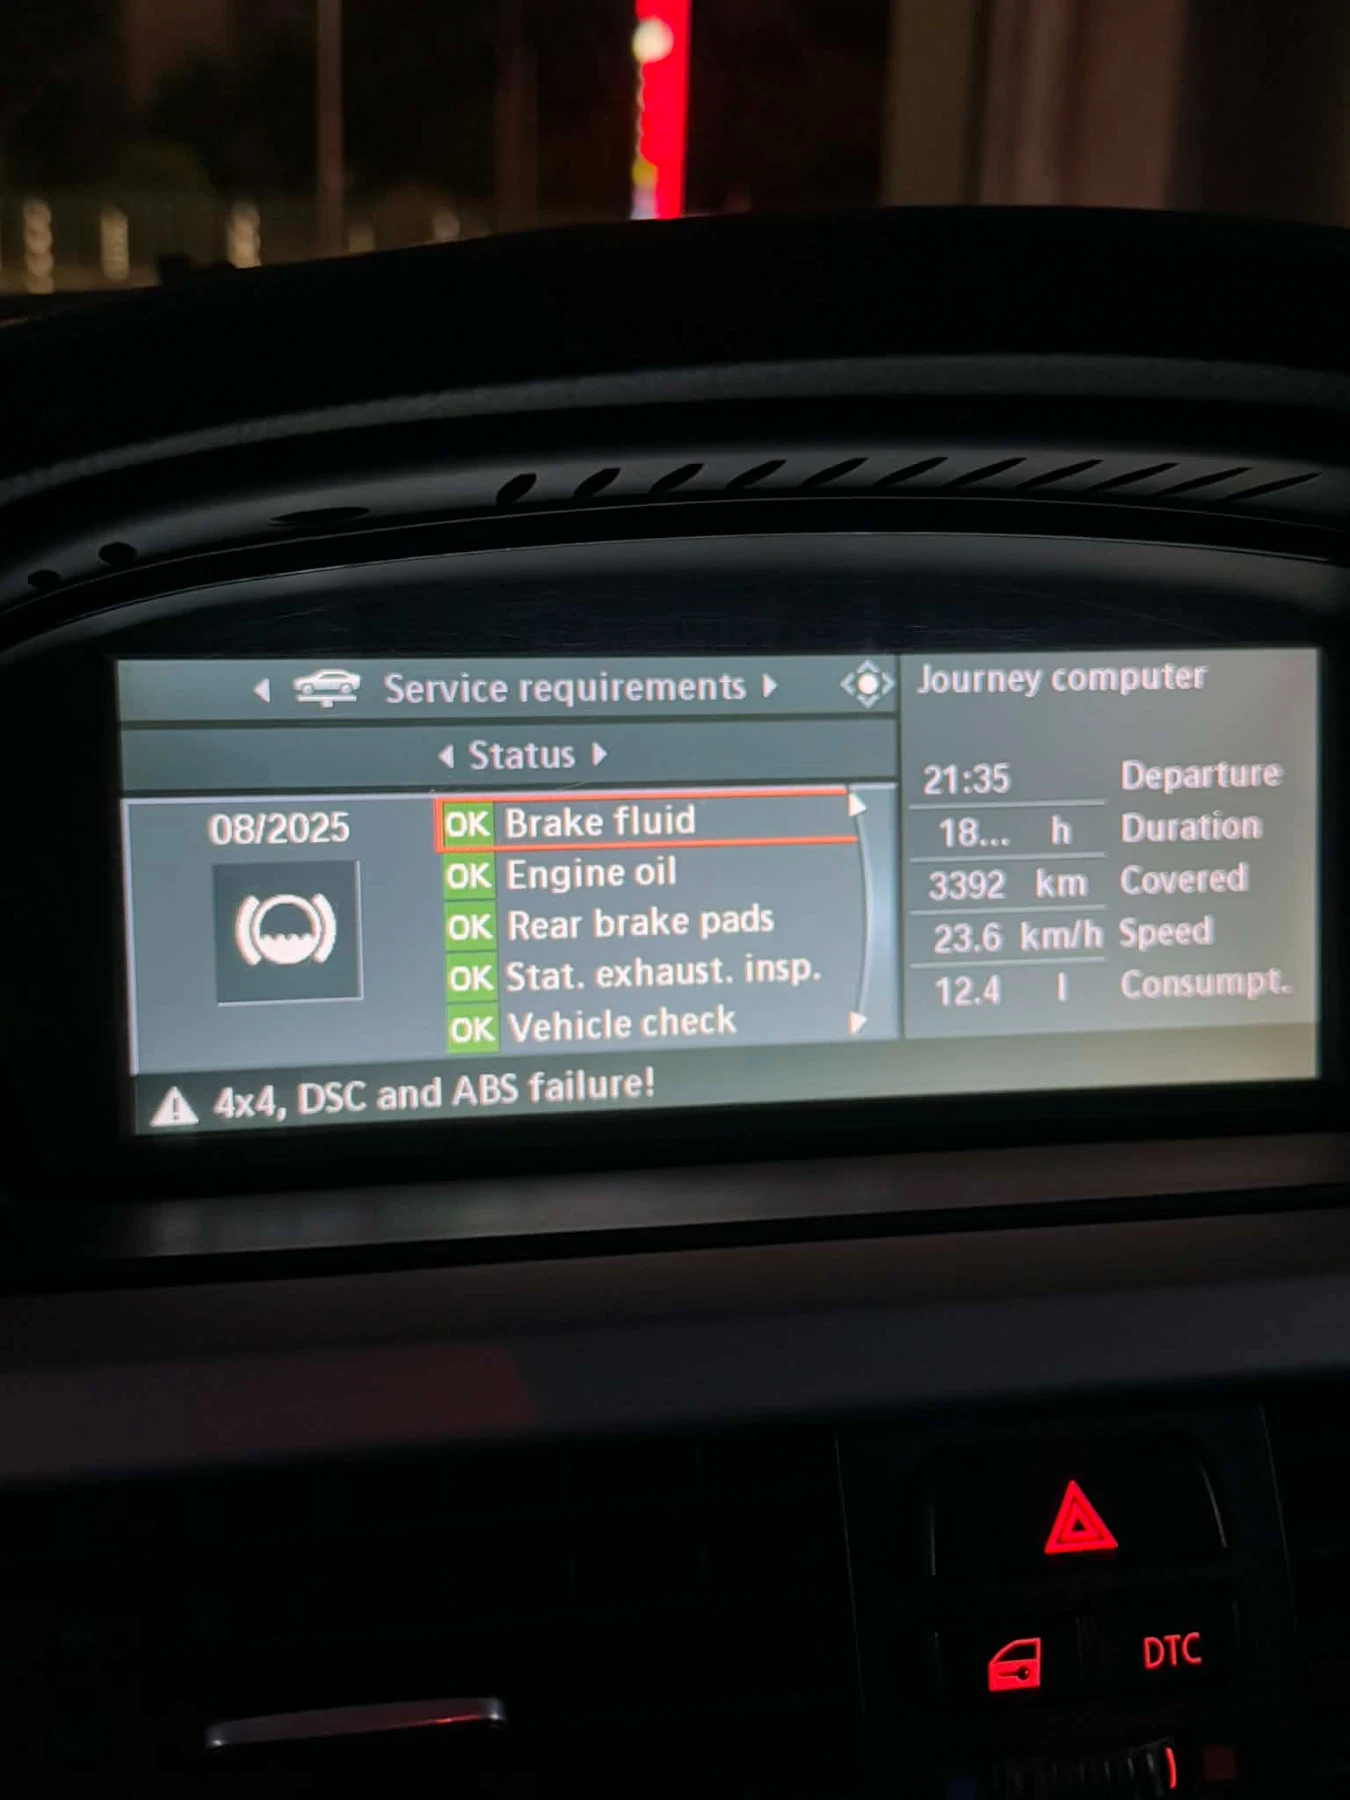 Service requirements
Status
08/2025
OK Brake fluid
OK Engine oil
OK Rear brake pads
OK Stat. exhaust. insp.
OK Vehicle check
4x4, DSC and ABS failure!
Journey computer
21:35 Departure
18... h Duration
3392 km Covered
23.6 km/h Speed
12.4 l Consumpt.
DTC